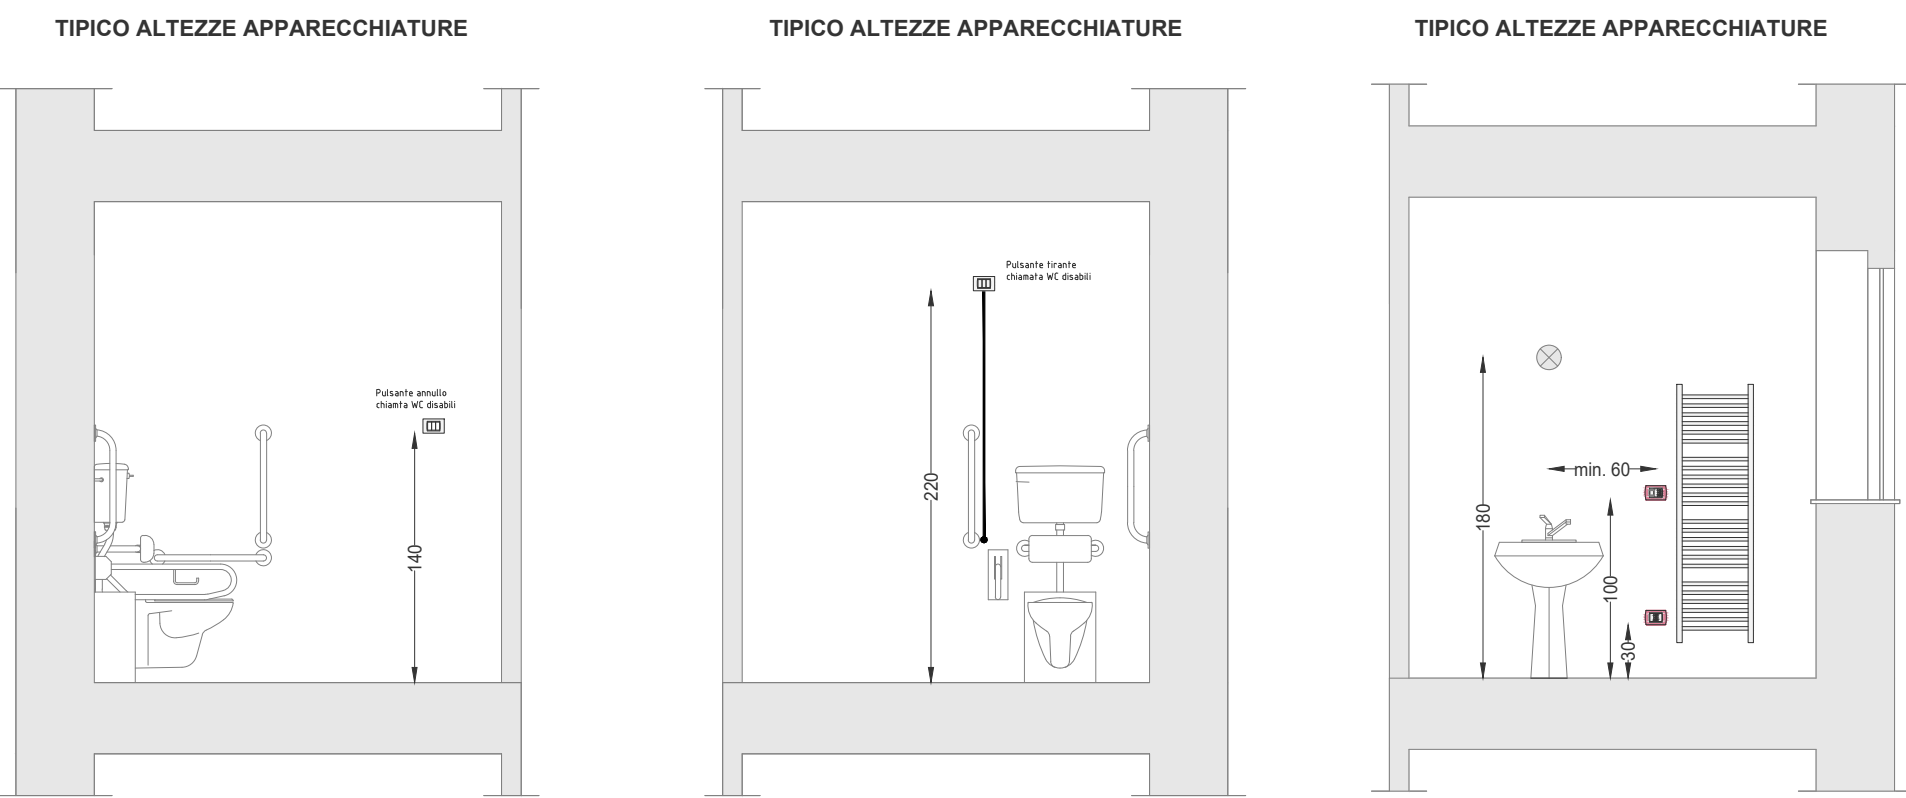 TIPICO ALTEZZE APPARECCHIATURE
Pulsante annullo
chiamta WC disabili
140
TIPICO ALTEZZE APPARECCHIATURE
Pulsante tirante
chiamata WC disabili
220
TIPICO ALTEZZE APPARECCHIATURE
min. 60
180
100
30